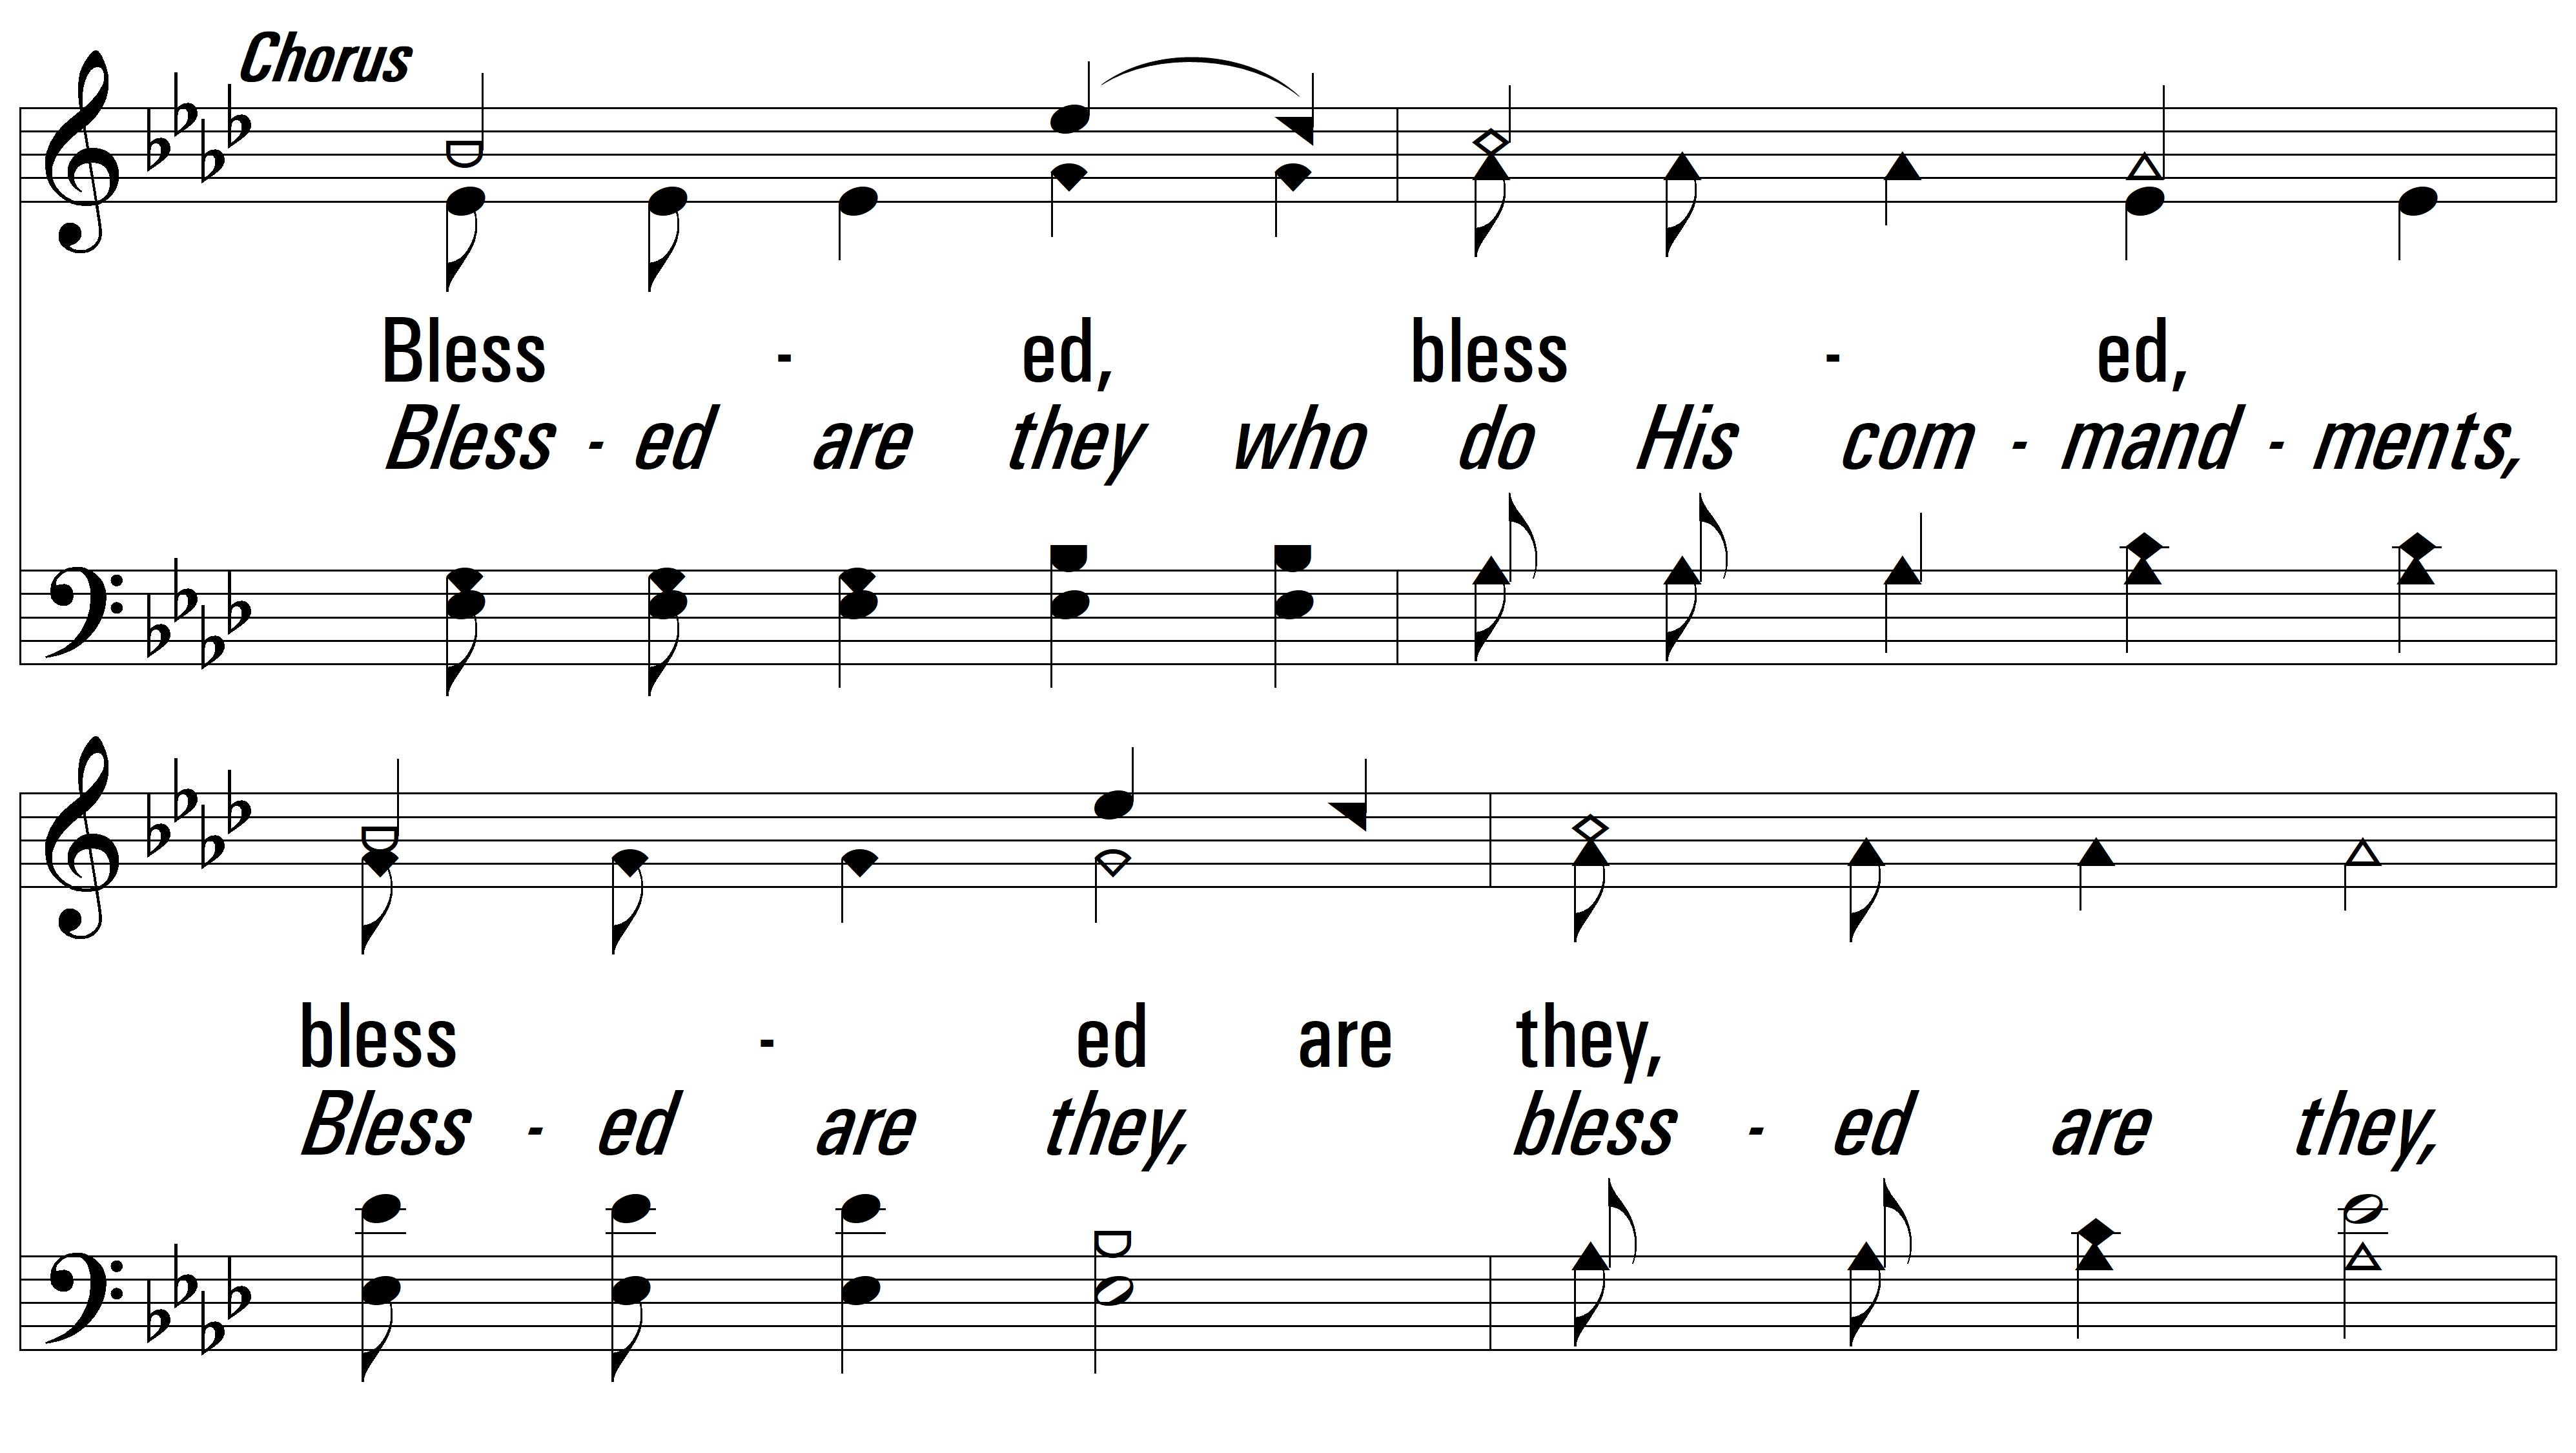 Chorus
Bless - ed, bless - ed,
Bless - ed are they who do His com - mand - ments,
bless - ed are they,
Bless - ed are they, bless - ed are they,